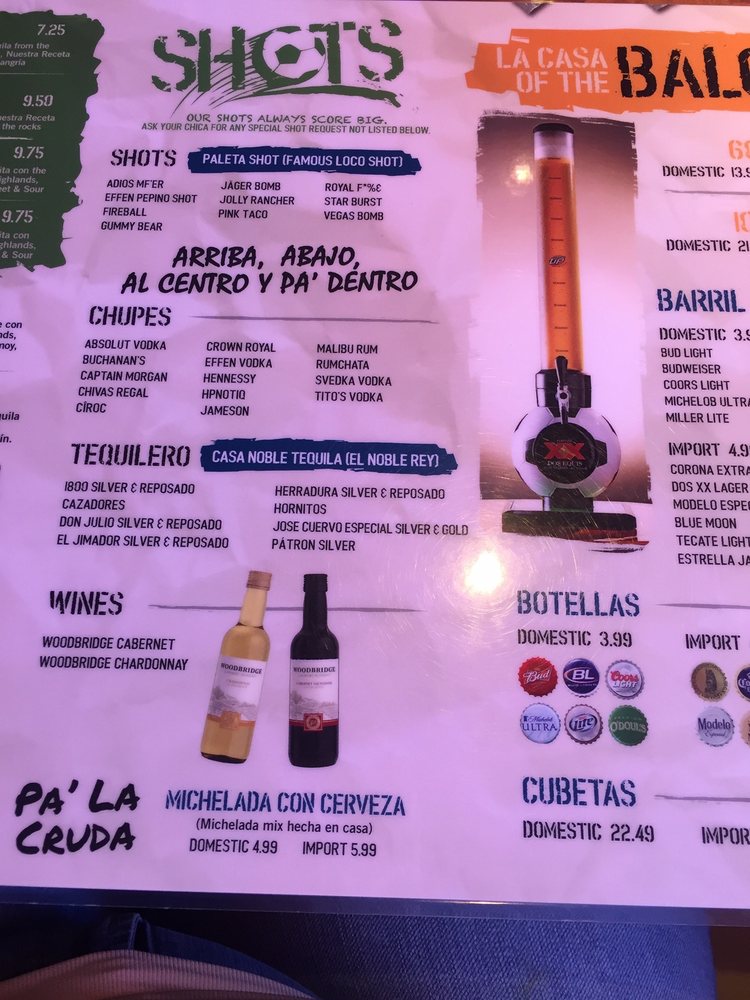 7.25
ila from the
Nuestra Receta
angria
9.50
estra Receta
the rocks
9.75
ita con the
ighlands,
eet & Sour
9.75
ita con
ighlands,
& Sour
SHOTS
OUR SHOTS ALWAYS SCORE BIG.
ASK YOUR CHICA FOR ANY SPECIAL SHOT REQUEST NOT LISTED BELOW.
SHOTS PALETA SHOT (FAMOUS LOCO SHOT)
ADIOS MF'ER
EFFEN PEPINO SHOT
FIREBALL
GUMMY BEAR
JÄGER BOMB
JOLLY RANCHER
PINK TACO
ROYAL F*%£
STAR BURST
VEGAS BOMB
ARRIBA, ABAJO,
AL CENTRO Y PA' DENTRO
CHUPES
ABSOLUT VODKA
BUCHANAN'S
CAPTAIN MORGAN
CHIVAS REGAL
CÎROC
CROWN ROYAL
EFFEN VODKA
HENNESSY
HPNOTIQ
JAMESON
MALIBU RUM
RUMCHATA
SVEDKA VODKA
TITO'S VODKA
TEQUILERO CASA NOBLE TEQUILA (EL NOBLE REY)
1800 SILVER & REPOSADO
CAZADORES
DON JULIO SILVER & REPOSADO
EL JIMADOR SILVER & REPOSADO
HERRADURA SILVER & REPOSADO
HORNITOS
JOSE CUERVO ESPECIAL SILVER & GOLD
PÁTRON SILVER
WINES
WOODBRIDGE CABERNET
WOODBRIDGE CHARDONNAY
WOODBRIDGE
WOODBRIDGE
PA' LA
CRUDA
MICHELADA CON CERVEZA
(Michelada mix hecha en casa)
DOMESTIC 4.99 IMPORT 5.99
LA CASA
OF THE
BALO
DOMESTIC 13.9
DOMESTIC 21
XX
DOS EQUIS
BARRIL
DOMESTIC 3.9
BUD LIGHT
BUDWEISER
COORS LIGHT
MICHELOB ULTRA
MILLER LITE
IMPORT 4.9
CORONA EXTRA
DOS XX LAGER
MODELO ESPE
BLUE MOON
TECATE LIGHT
ESTRELLA JA
BOTELLAS
DOMESTIC 3.99 IMPORT
Bud
BL
Coors
LIGHT
Michelob
ULTRA
Lite
O'DOUL'S
Modelo
Especial
CUBETAS
DOMESTIC 22.49 IMPOR